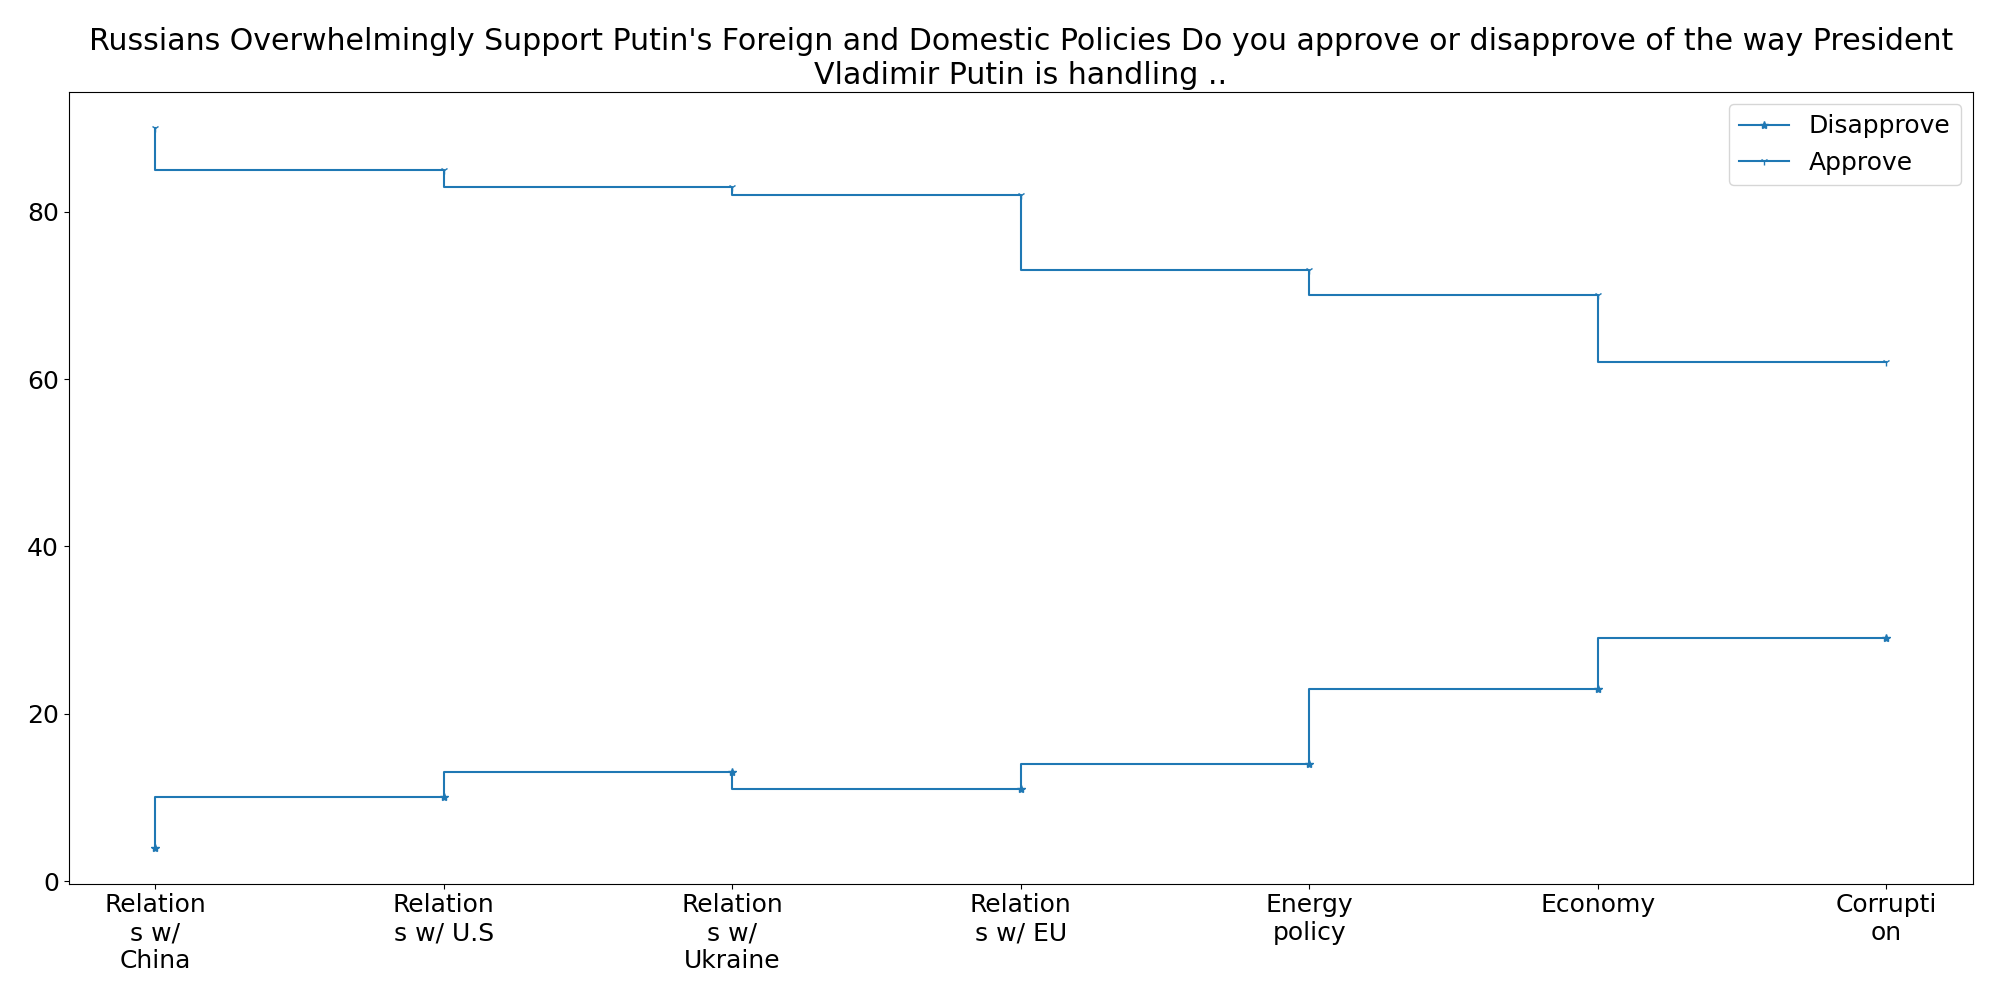 Russians Overwhelmingly Support Putin's Foreign and Domestic Policies Do you approve or disapprove of the way President
Vladimir Putin is handling ..
Disapprove
Approve
80
60
40
20
0
Relation
s w/
China
Relation
s w/ U.S
Relation
s w/
Ukraine
Relation
s w/ EU
Energy
policy
Economy
Corrupti
on